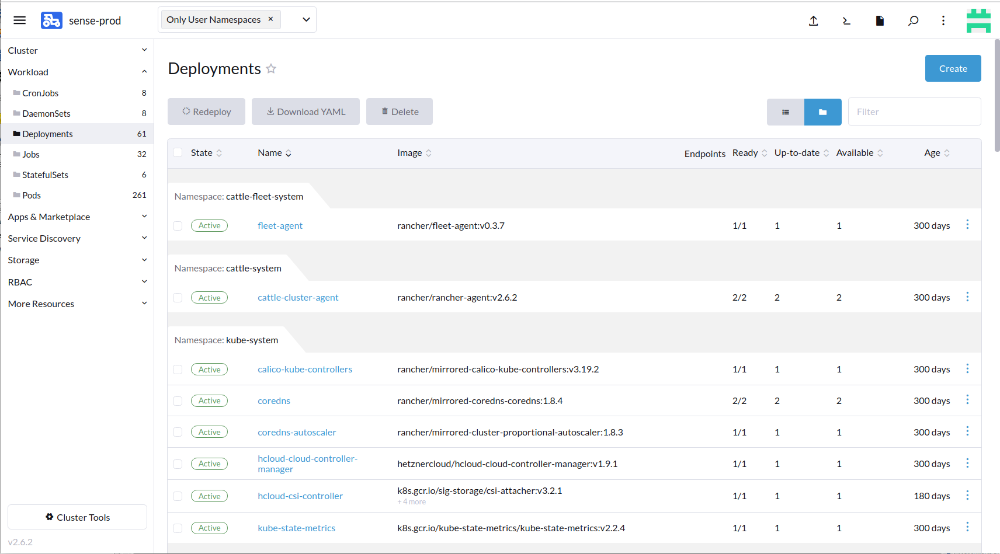 sense-prod
Only User Namespaces ×
Cluster
Workload
CronJobs 8
DaemonSets 8
Deployments 61
Jobs 32
StatefulSets 6
Pods 261
Apps & Marketplace
Service Discovery
Storage
RBAC
More Resources
Cluster Tools
v2.6.2
Deployments
Create
Redeploy Download YAML Delete
Filter
State Name Image Endpoints Ready Up-to-date Available Age
Namespace: cattle-fleet-system
Active fleet-agent rancher/fleet-agent:v0.3.7 1/1 1 1 300 days
Namespace: cattle-system
Active cattle-cluster-agent rancher/rancher-agent:v2.6.2 2/2 2 2 300 days
Namespace: kube-system
Active calico-kube-controllers rancher/mirrored-calico-kube-controllers:v3.19.2 1/1 1 1 300 days
Active coredns rancher/mirrored-coredns-coredns:1.8.4 2/2 2 2 300 days
Active coredns-autoscaler rancher/mirrored-cluster-proportional-autoscaler:1.8.3 1/1 1 1 300 days
Active hcloud-cloud-controller-
manager hetznercloud/hcloud-cloud-controller-manager:v1.9.1 1/1 1 1 300 days
Active hcloud-csi-controller k8s.gcr.io/sig-storage/csi-attacher:v3.2.1 1/1 1 1 180 days
+ 4 more
Active kube-state-metrics k8s.gcr.io/kube-state-metrics/kube-state-metrics:v2.2.4 1/1 1 1 300 days